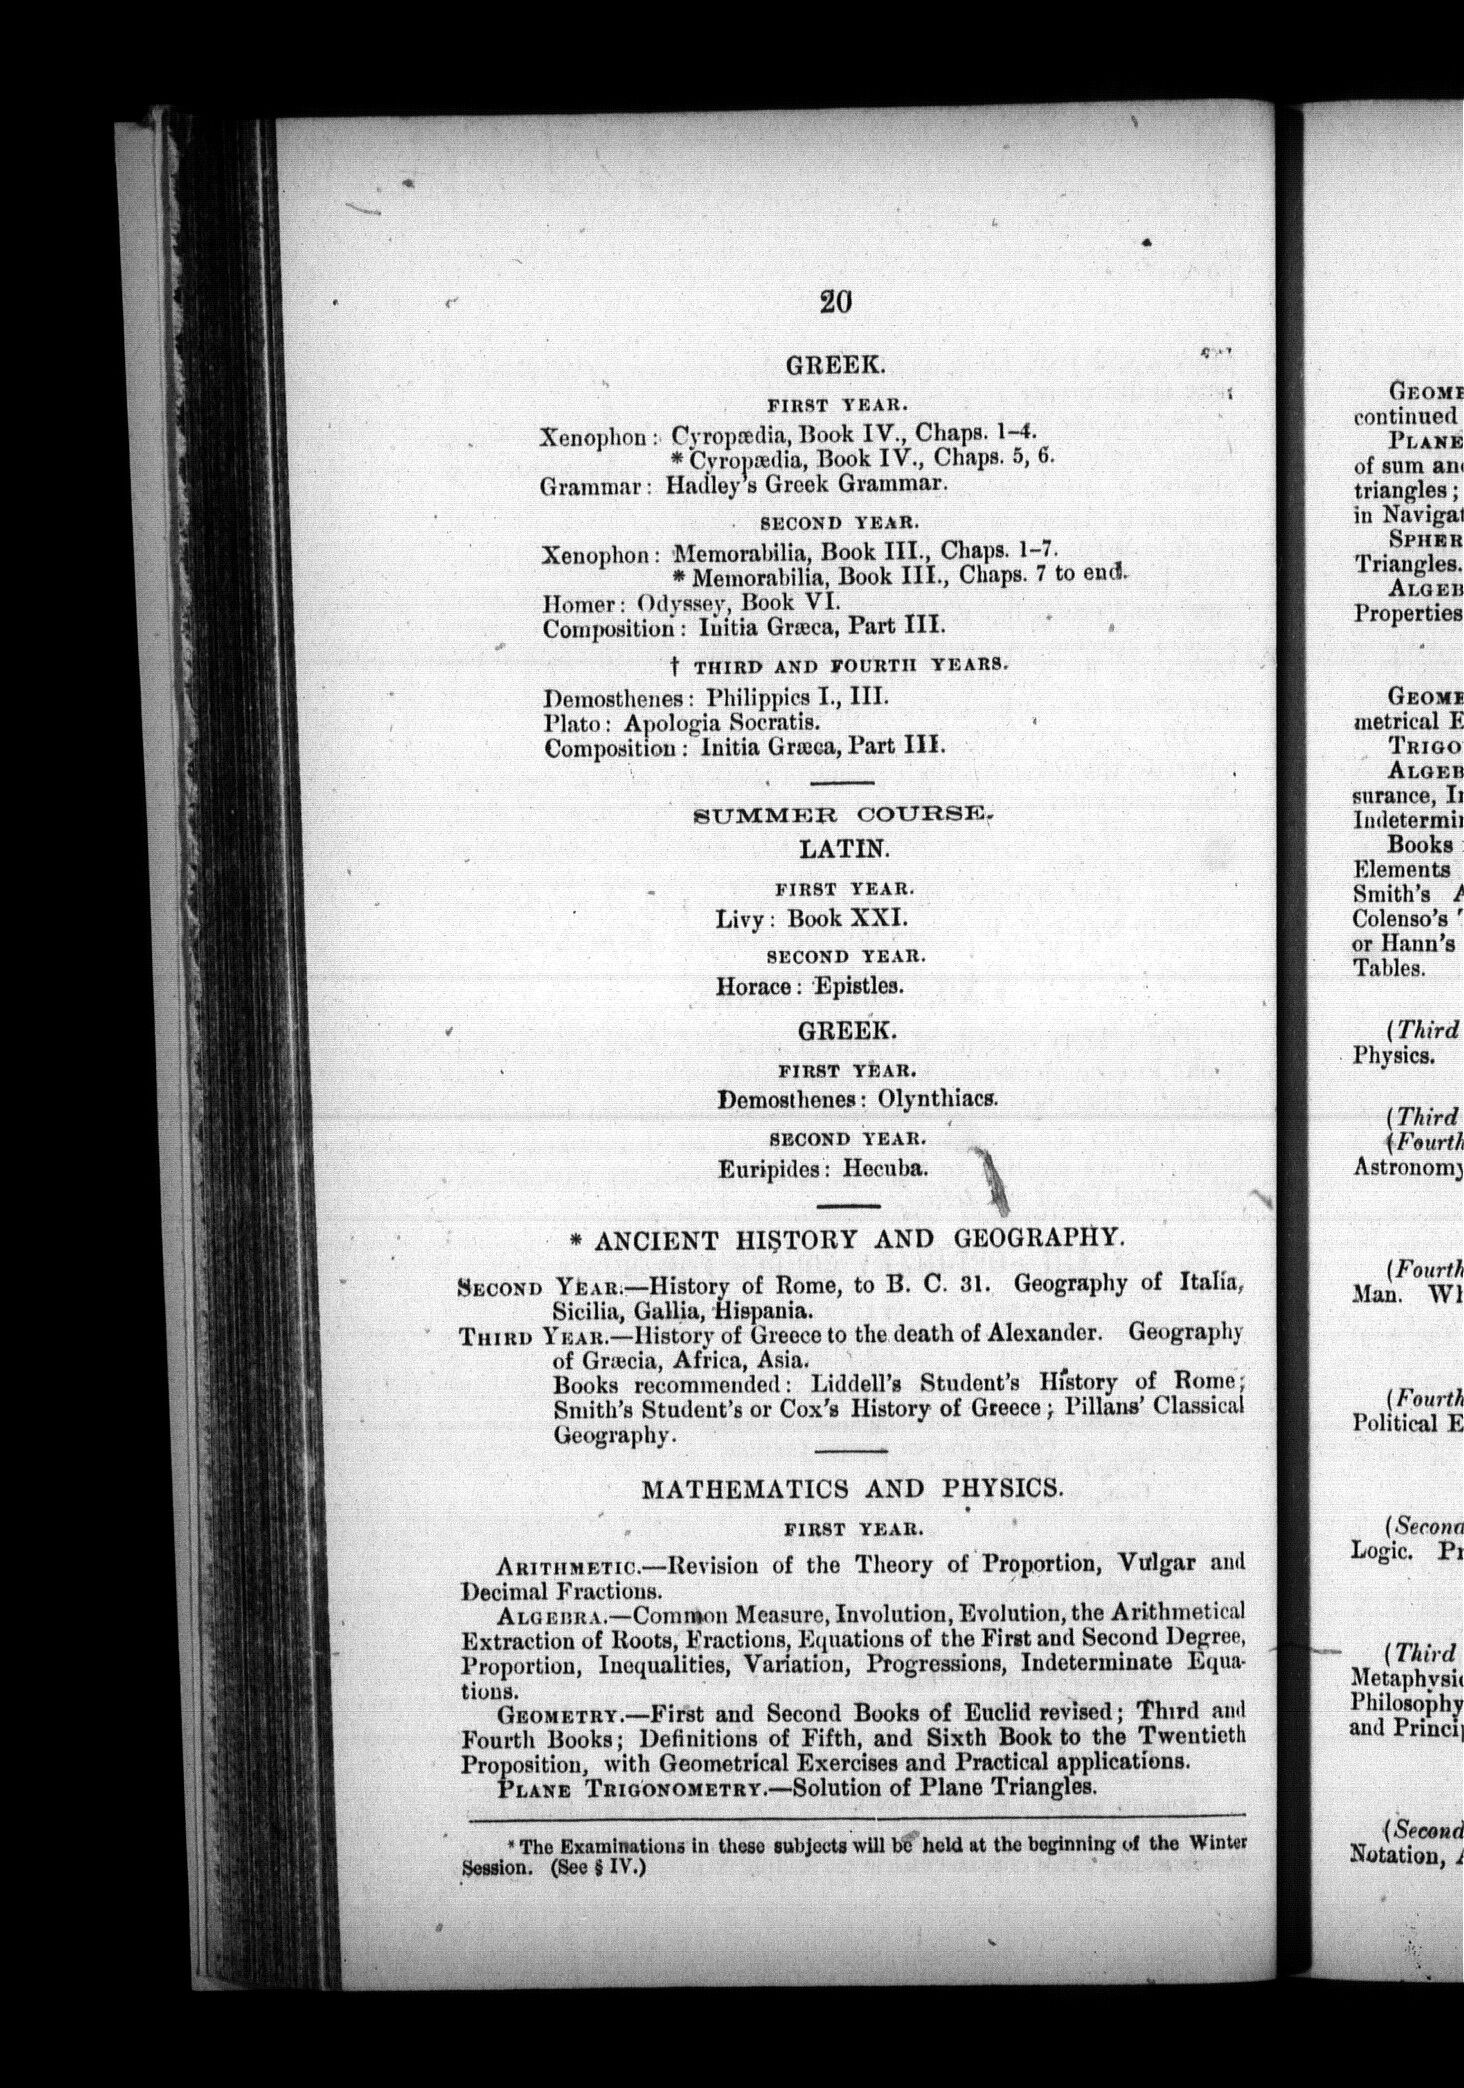 20
GREEK.
FIRST YEAR.
Xenophon: Cyropædia, Book IV., Chaps. 1-4.
* Cyropædia, Book IV., Chaps. 5, 6.
Grammar: Hadley's Greek Grammar.
SECOND YEAR.
Xenophon: Memorabilia, Book III., Chaps. 1-7.
* Memorabilia, Book III., Chaps. 7 to end.
Homer: Odyssey, Book VI.
Composition: Initia Græca, Part III.
† THIRD AND FOURTH YEARS.
Demosthenes: Philippics I., III.
Plato: Apologia Socratis.
Composition: Initia Græca, Part III.
SUMMER COURSE.
LATIN.
FIRST YEAR.
Livy: Book XXI.
SECOND YEAR.
Horace: Epistles.
GREEK.
FIRST YEAR.
Demosthenes: Olynthiacs.
SECOND YEAR.
Euripides: Hecuba.
* ANCIENT HISTORY AND GEOGRAPHY.
SECOND YEAR.—History of Rome, to B. C. 31. Geography of Italia,
Sicilia, Gallia, Hispania.
THIRD YEAR.—History of Greece to the death of Alexander. Geography
of Græcia, Africa, Asia.
Books recommended: Liddell's Student's History of Rome;
Smith's Student's or Cox's History of Greece; Pillans' Classical
Geography.
MATHEMATICS AND PHYSICS.
FIRST YEAR.
ARITHMETIC.—Revision of the Theory of Proportion, Vulgar and
Decimal Fractions.
ALGEBRA.—Common Measure, Involution, Evolution, the Arithmetical
Extraction of Roots, Fractions, Equations of the First and Second Degree,
Proportion, Inequalities, Variation, Progressions, Indeterminate Equa-
tions.
GEOMETRY.—First and Second Books of Euclid revised; Third and
Fourth Books; Definitions of Fifth, and Sixth Book to the Twentieth
Proposition, with Geometrical Exercises and Practical applications.
PLANE TRIGONOMETRY.—Solution of Plane Triangles.
* The Examinations in these subjects will be held at the beginning of the Winter
Session. (See § IV.)
continued
PLANE
of sum
triangles;
in
Triangles.
Properties
metrical
surance,
Books
Elements
Smith's
Colenso's
or Hann's
Tables.
(Third
Physics.
(Third
(Fourth
Astronomy
(Fourth
Man.
(Fourth
Political
Logic.
(Third
Philosophy
and
(Second
Notation,